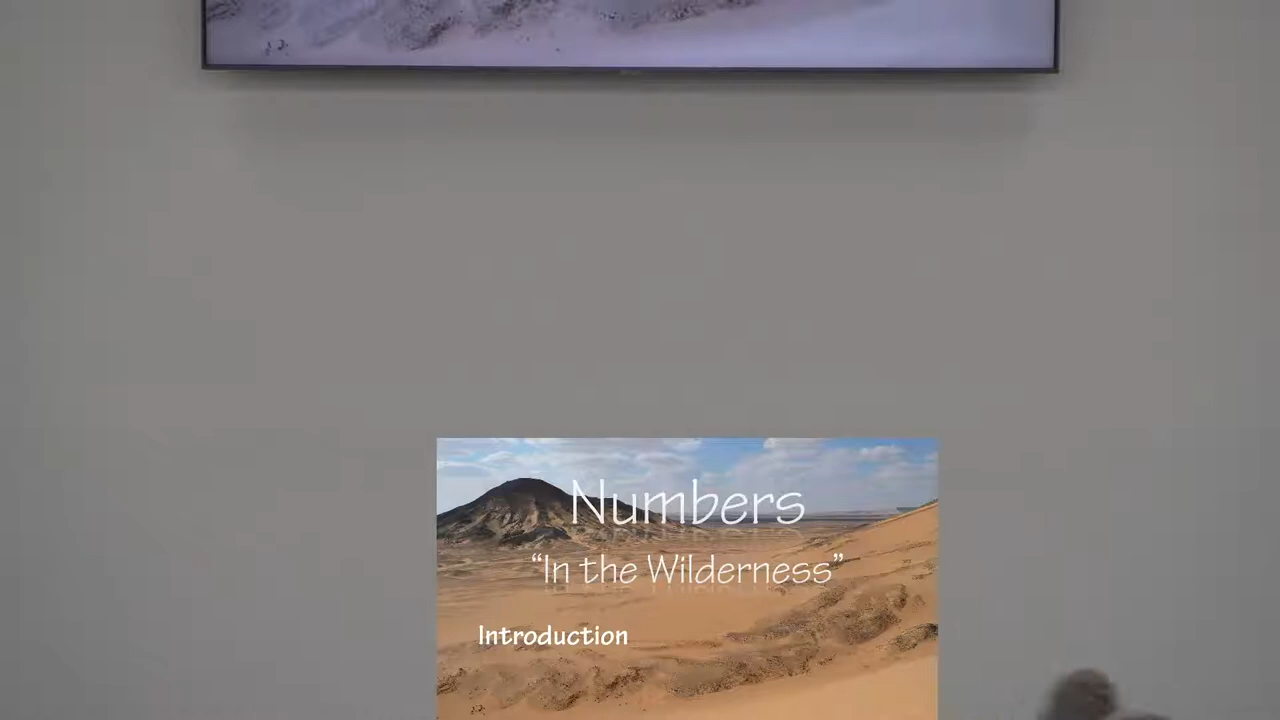 Numbers
“In the Wilderness”
Introduction